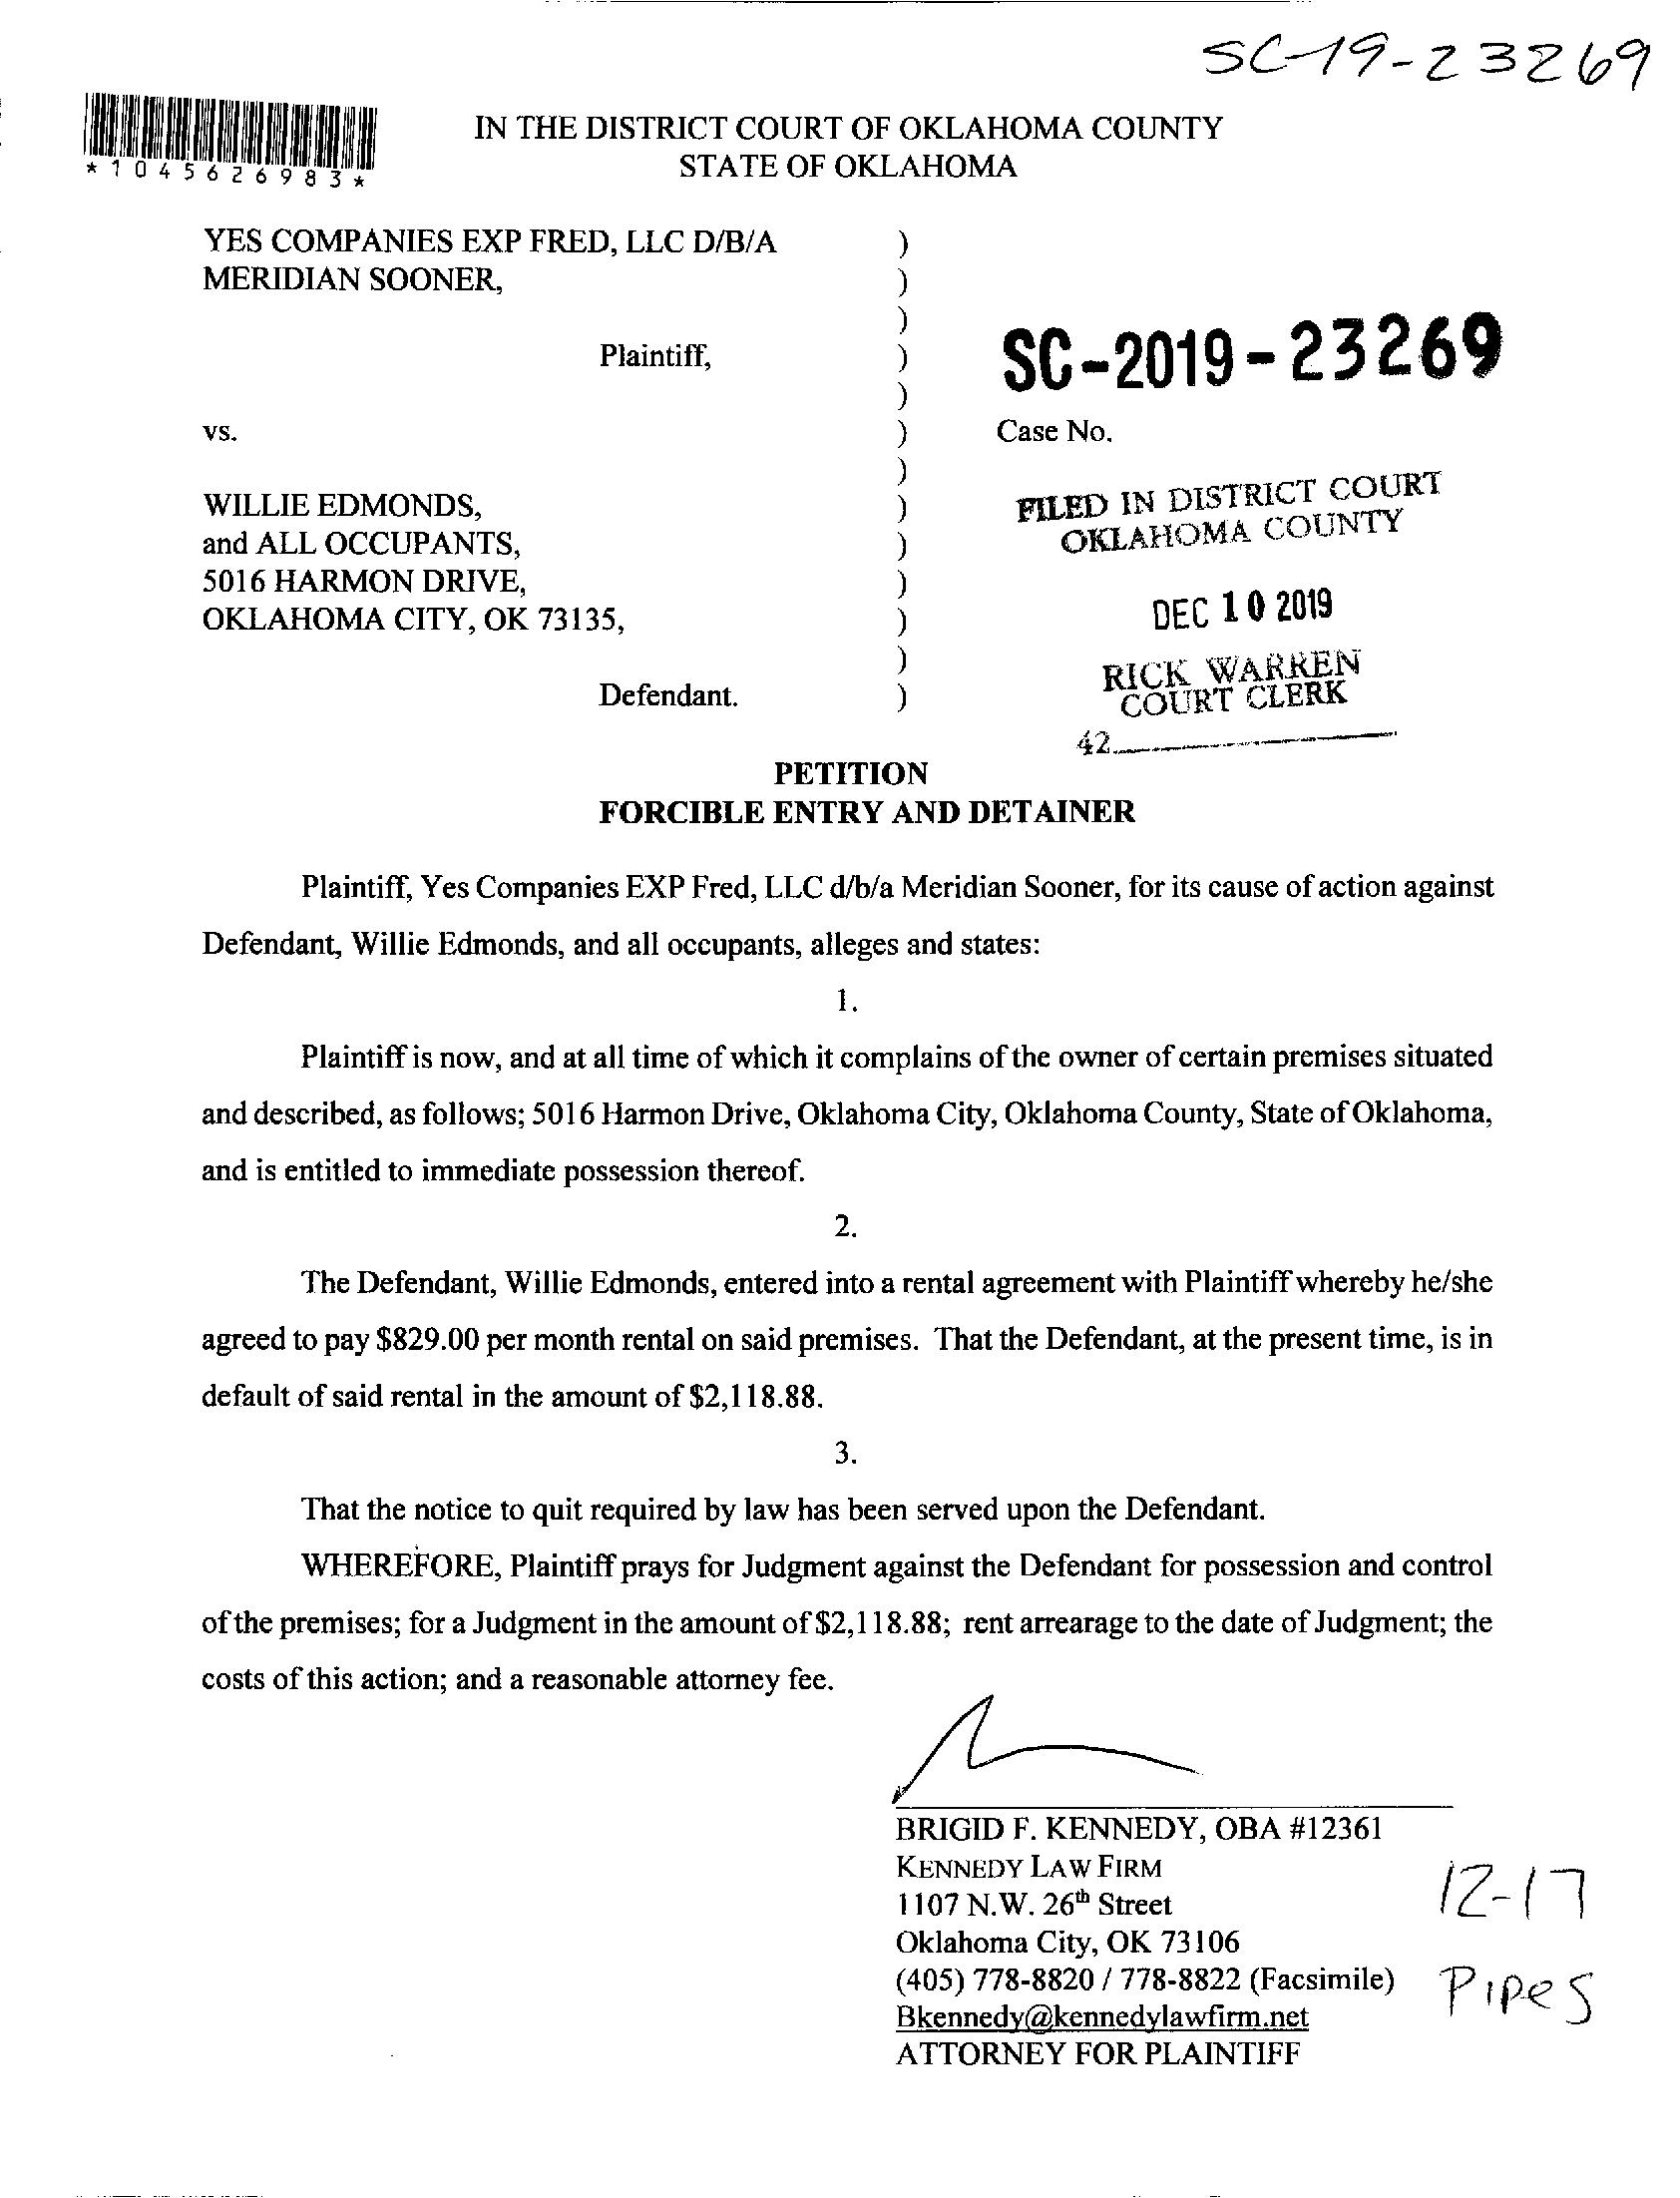 SC-19-23269
*1045626983*
IN THE DISTRICT COURT OF OKLAHOMA COUNTY
STATE OF OKLAHOMA
YES COMPANIES EXP FRED, LLC D/B/A )
MERIDIAN SOONER, )
)
Plaintiff, )
SC-2019-23269
)
vs. ) Case No.
)
WILLIE EDMONDS, )
and ALL OCCUPANTS, )
5016 HARMON DRIVE, )
OKLAHOMA CITY, OK 73135, )
)
Defendant. )
FILED IN DISTRICT COURT
OKLAHOMA COUNTY
DEC 10 2019
RICK WARREN
COURT CLERK
42
PETITION
FORCIBLE ENTRY AND DETAINER
Plaintiff, Yes Companies EXP Fred, LLC d/b/a Meridian Sooner, for its cause of action against
Defendant, Willie Edmonds, and all occupants, alleges and states:
1.
Plaintiff is now, and at all time of which it complains of the owner of certain premises situated
and described, as follows; 5016 Harmon Drive, Oklahoma City, Oklahoma County, State of Oklahoma,
and is entitled to immediate possession thereof.
2.
The Defendant, Willie Edmonds, entered into a rental agreement with Plaintiff whereby he/she
agreed to pay $829.00 per month rental on said premises. That the Defendant, at the present time, is in
default of said rental in the amount of $2,118.88.
3.
That the notice to quit required by law has been served upon the Defendant.
WHEREFORE, Plaintiff prays for Judgment against the Defendant for possession and control
of the premises; for a Judgment in the amount of $2,118.88; rent arrearage to the date of Judgment; the
costs of this action; and a reasonable attorney fee.
BRIGID F. KENNEDY, OBA #12361
KENNEDY LAW FIRM
1107 N.W. 26th Street
Oklahoma City, OK 73106
(405) 778-8820 / 778-8822 (Facsimile)
Bkennedy@kennedylawfirm.net
ATTORNEY FOR PLAINTIFF
12-17
Pipes